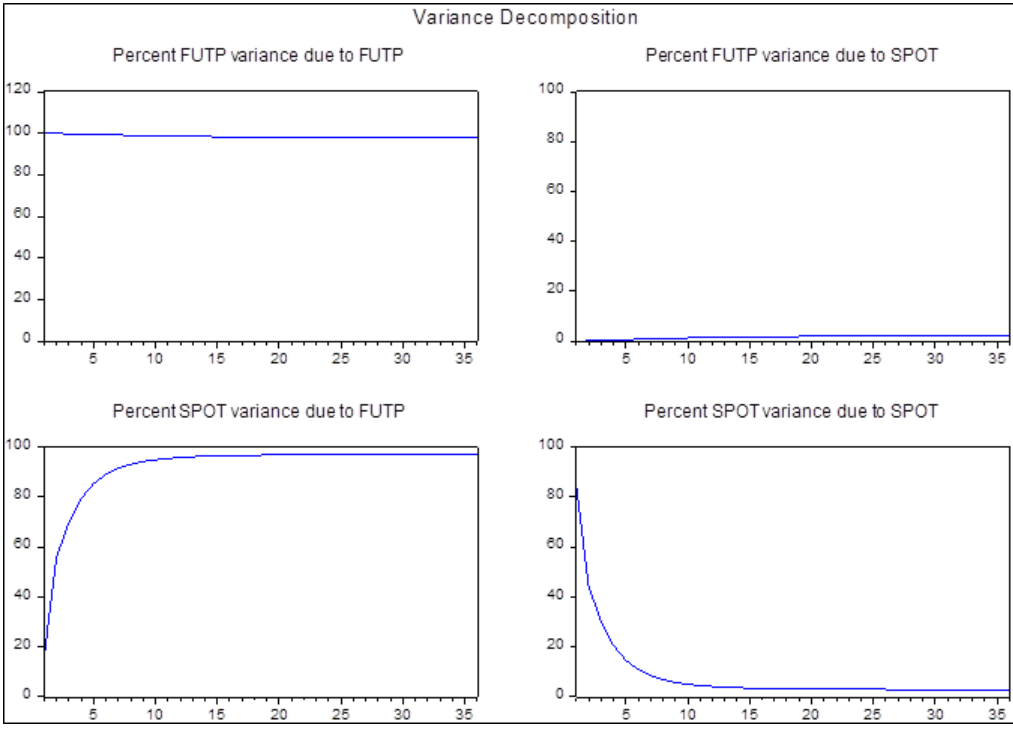 Variance Decomposition
Percent FUTP variance due to FUTP
120
100
80
60
40
20
0
5 10 15 20 25 30 35
Percent FUTP variance due to SPOT
100
80
60
40
20
0
5 10 15 20 25 30 35
Percent SPOT variance due to FUTP
100
80
60
40
20
0
5 10 15 20 25 30 35
Percent SPOT variance due to SPOT
100
80
60
40
20
0
5 10 15 20 25 30 35